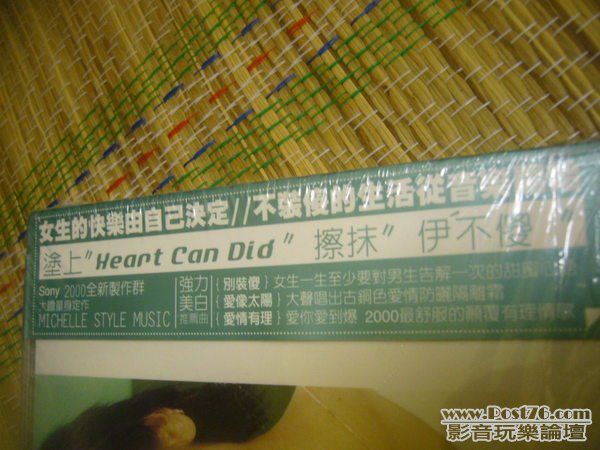 女生的快樂由自己決定//不裝傻的生活從音
塗上"Heart Can Did" 擦抹"伊不傻"
Sony 2000全新製作群
大膽量身定作
MICHELLE STYLE MUSIC
強力
美白
推薦曲
{別裝傻}女生一生至少要對男生告解一次的甜蜜
{愛像太陽}大聲唱出古銅色愛情防曬隔離霜
{愛情有理}愛你愛到爆 2000最舒服的顛覆有理情歌
www.Post76.com
影音玩樂論壇